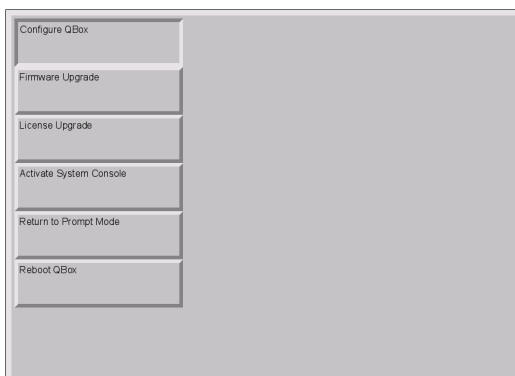 Configure QBox
Firmware Upgrade
License Upgrade
Activate System Console
Return to Prompt Mode
Reboot QBox